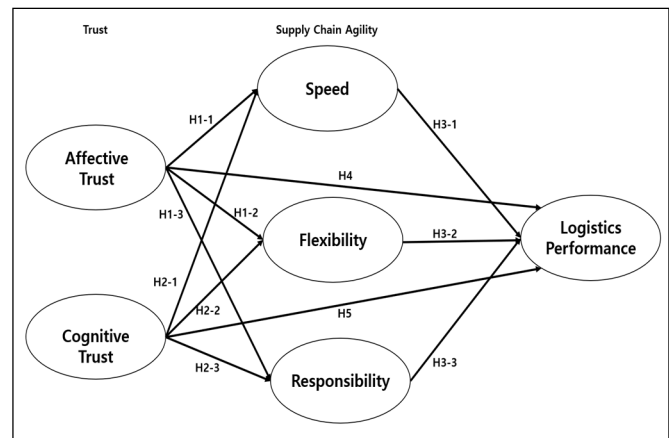 Trust
Supply Chain Agility
Speed
H1-1
H3-1
Affective
Trust
H4
H1-3
H1-2
Flexibility
H3-2
Logistics
Performance
H2-1
H2-2
H5
Cognitive
Trust
H2-3
Responsibility
H3-3